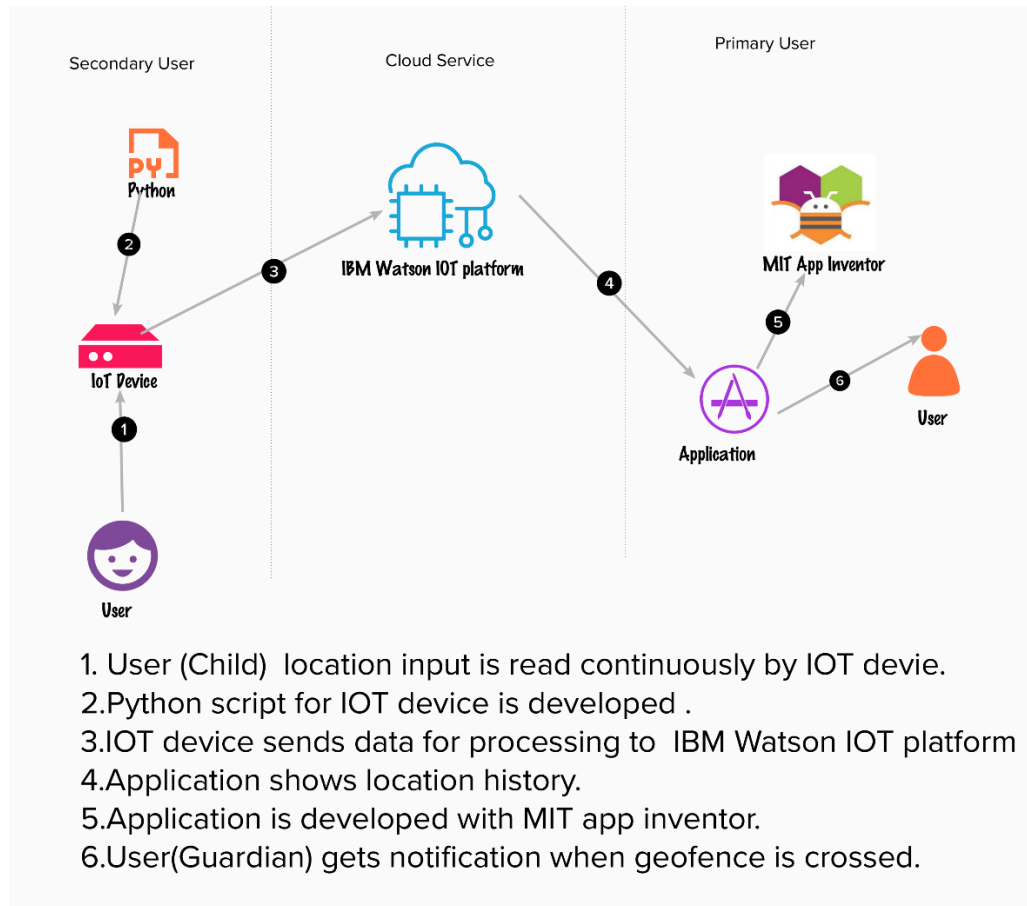 Secondary User
Cloud Service
Primary User
PY
Python
2
3
IBM Watson IOT platform
4
MIT App Inventor
5
6
IoT Device
1
User
Application
User
1. User (Child)  location input is read continuously by IOT devie.
2.Python script for IOT device is developed .
3.IOT device sends data for processing to  IBM Watson IOT platform
4.Application shows location history.
5.Application is developed with MIT app inventor.
6.User(Guardian) gets notification when geofence is crossed.